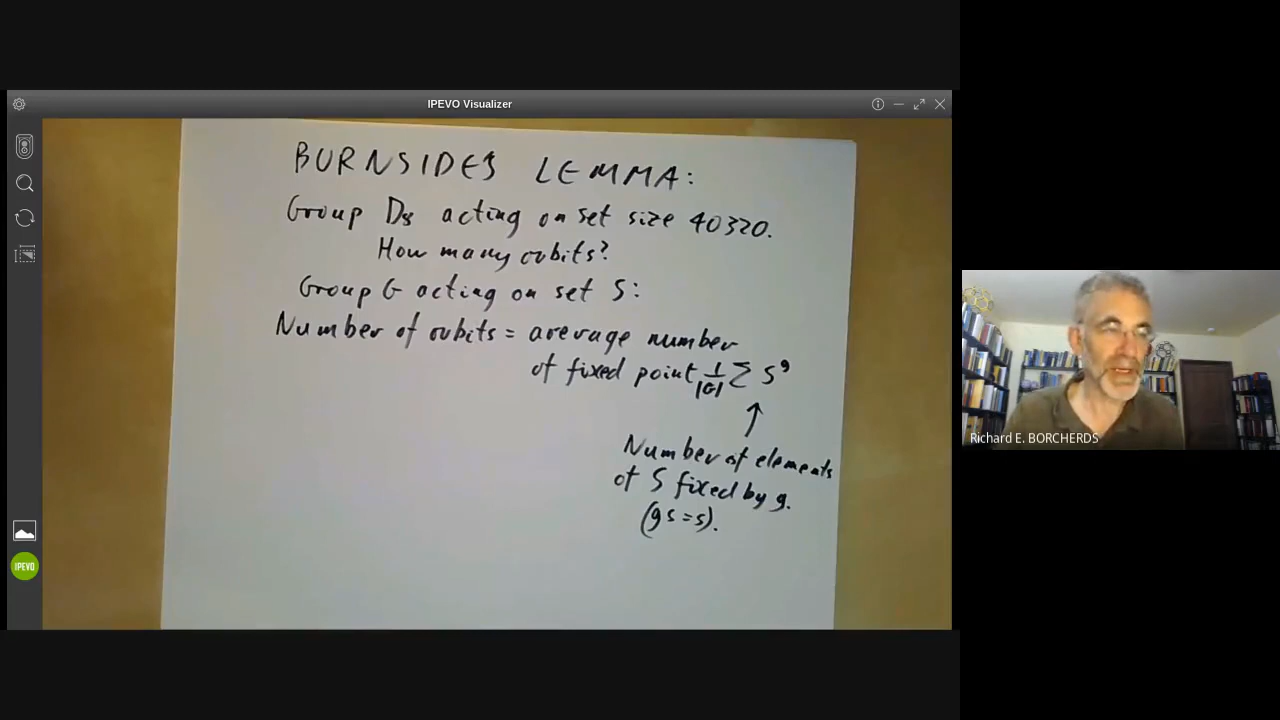 IPEVO Visualizer
BURNSIDES LEMMA:
Group D8 acting on set size 40320.
How many orbits?
Group G acting on set S:
Number of orbits = average number
of fixed point 1/|G| Σ S^g
↑
Number of elements
of S fixed by g.
(gs=s).
Richard E. BORCHERDS
IPEVO